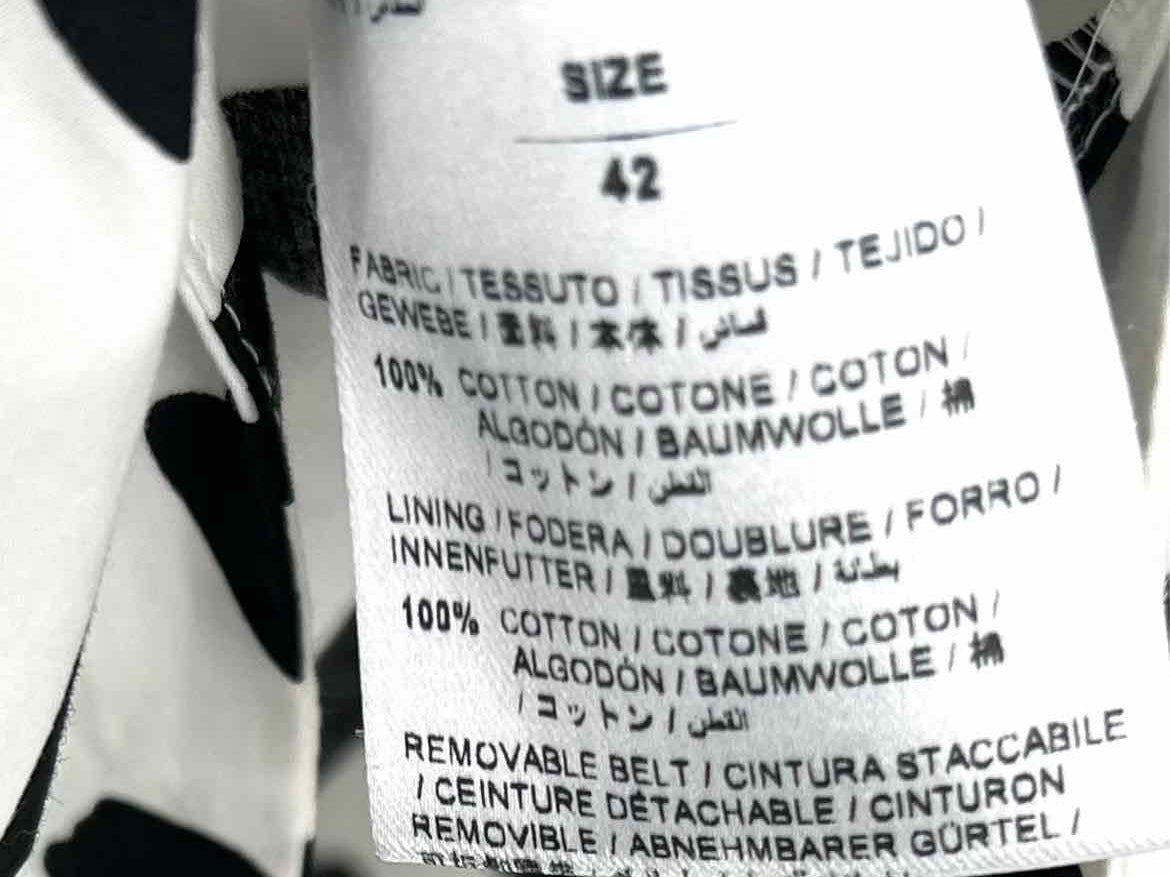 SIZE
42
FABRIC / TESSUTO / TISSUS / TEJIDO /
GEWEBE / 面料 / 本体 / قماش
100% COTTON / COTONE / COTON /
ALGODÓN / BAUMWOLLE / 棉
/ コットン / القطن
LINING / FODERA / DOUBLURE / FORRO /
INNENFUTTER / 里料 / 裏地 / بطانة
100% COTTON / COTONE / COTON /
ALGODÓN / BAUMWOLLE / 棉
/ コットン / القطن
REMOVABLE BELT / CINTURA STACCABILE
/ CEINTURE DÉTACHABLE / CINTURON
REMOVIBLE / ABNEHMBARER GÜRTEL /